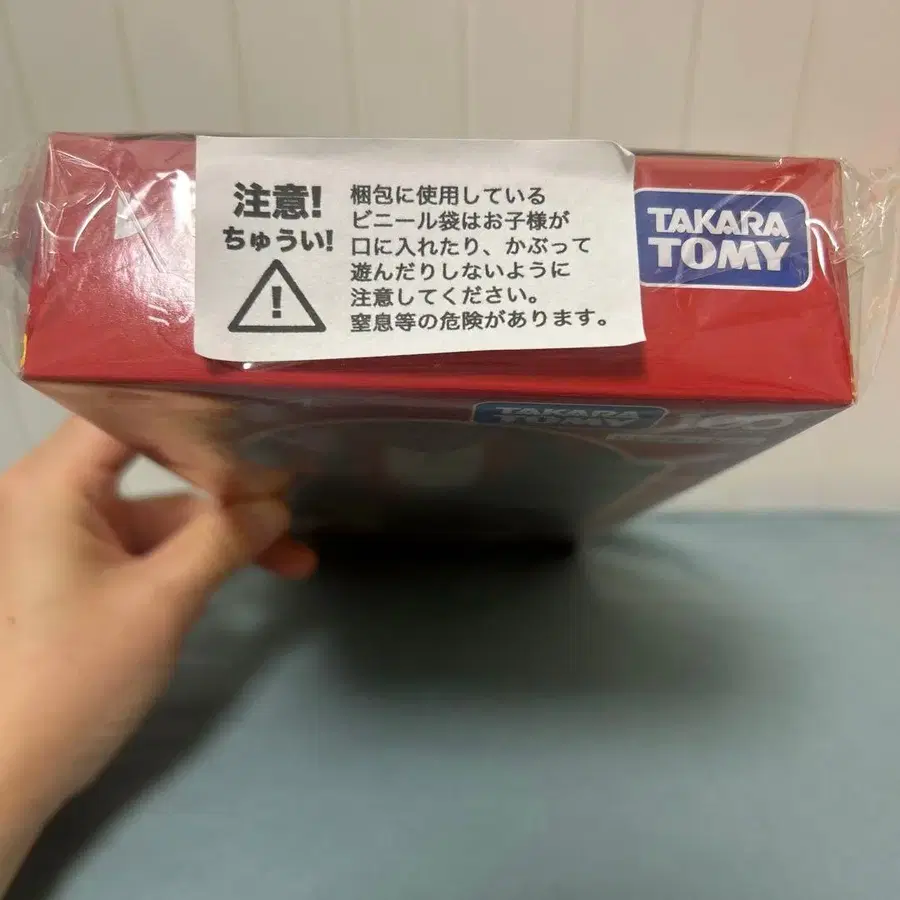 注意!
ちゅうい!
!
梱包に使用している
ビニール袋はお子様が
口に入れたり、かぶって
遊んだりしないように
注意してください。
窒息等の危険があります。
TAKARA
TOMY
TAKARA
TOMY
100